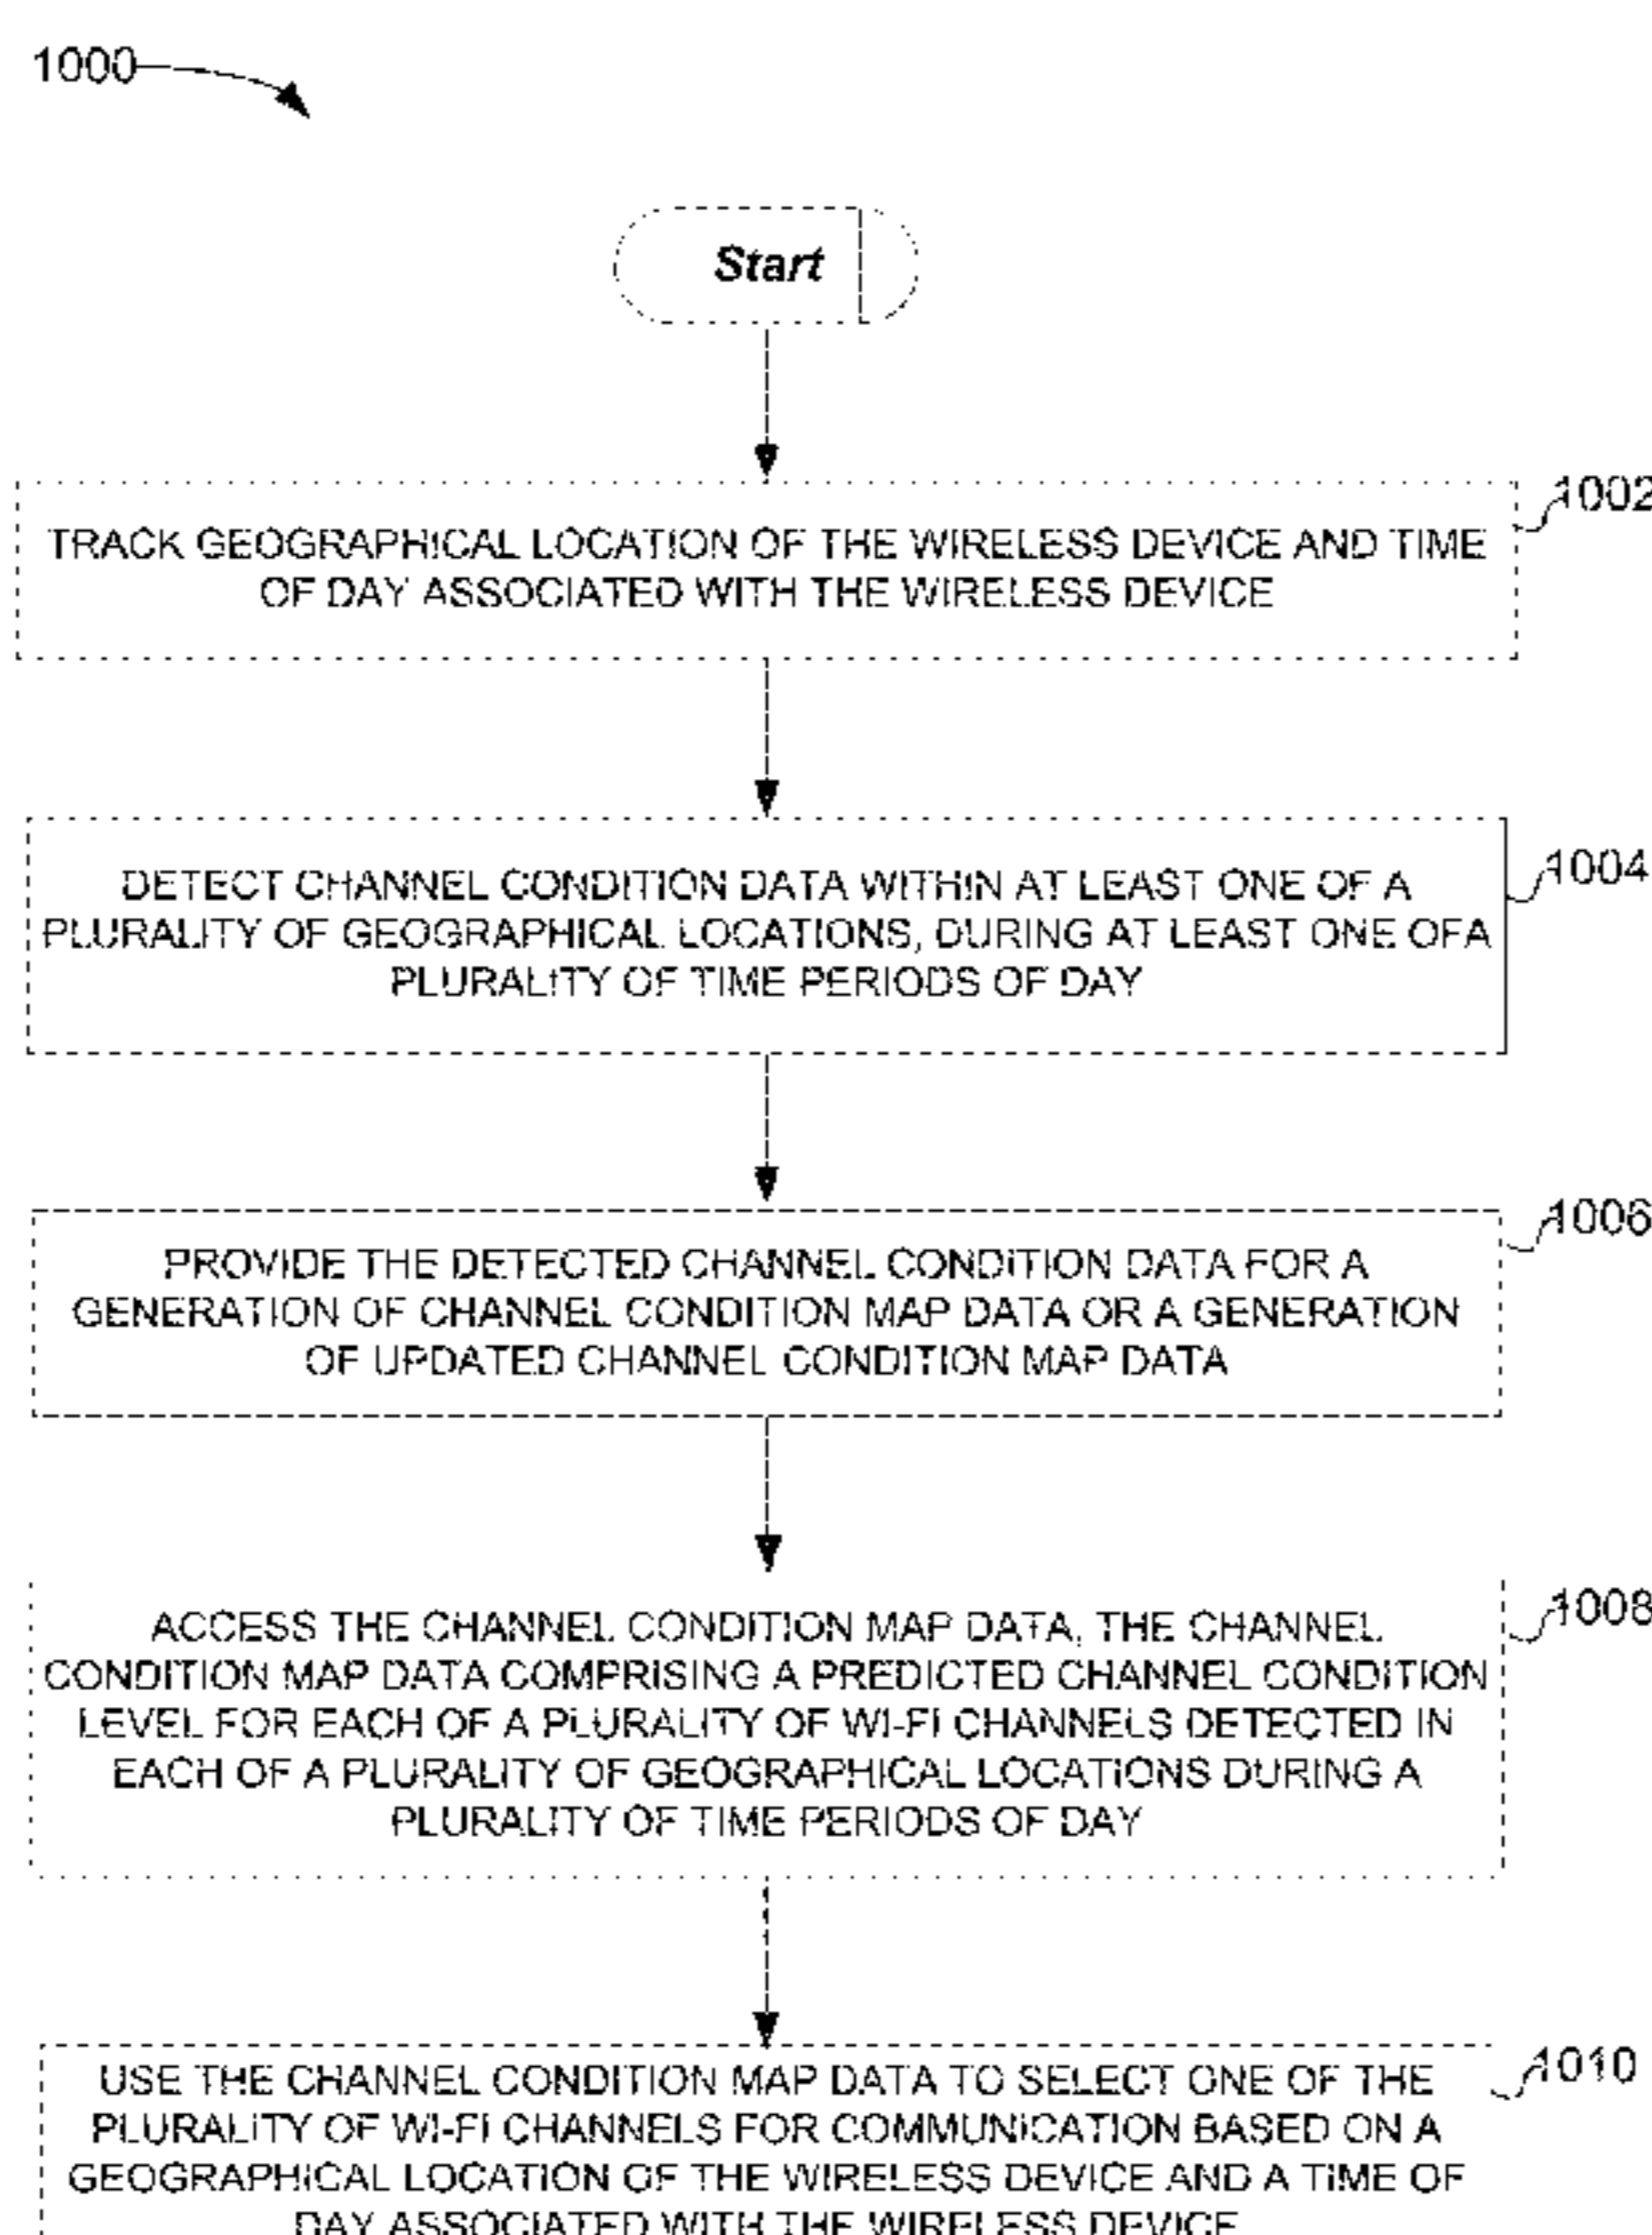 1000
Start
1002
TRACK GEOGRAPHICAL LOCATION OF THE WIRELESS DEVICE AND TIME
OF DAY ASSOCIATED WITH THE WIRELESS DEVICE
1004
DETECT CHANNEL CONDITION DATA WITHIN AT LEAST ONE OF A
PLURALITY OF GEOGRAPHICAL LOCATIONS, DURING AT LEAST ONE OFA
PLURALITY OF TIME PERIODS OF DAY
1006
PROVIDE THE DETECTED CHANNEL CONDITION DATA FOR A
GENERATION OF CHANNEL CONDITION MAP DATA OR A GENERATION
OF UPDATED CHANNEL CONDITION MAP DATA
1008
ACCESS THE CHANNEL CONDITION MAP DATA, THE CHANNEL
CONDITION MAP DATA COMPRISING A PREDICTED CHANNEL CONDITION
LEVEL FOR EACH OF A PLURALITY OF WI-FI CHANNELS DETECTED IN
EACH OF A PLURALITY OF GEOGRAPHICAL LOCATIONS DURING A
PLURALITY OF TIME PERIODS OF DAY
1010
USE THE CHANNEL CONDITION MAP DATA TO SELECT ONE OF THE
PLURALITY OF WI-FI CHANNELS FOR COMMUNICATION BASED ON A
GEOGRAPHICAL LOCATION OF THE WIRELESS DEVICE AND A TIME OF
DAY ASSOCIATED WITH THE WIRELESS DEVICE